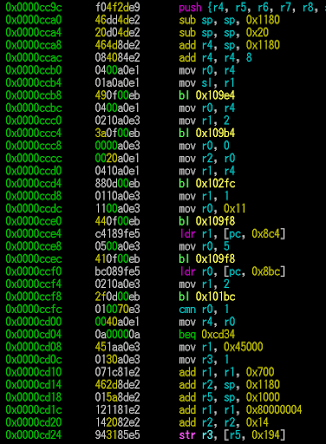 0x0000cc9c f04f2de9 push {r4, r5, r6, r7, r8, s
0x0000cca0 46dd4de2 sub sp, sp, 0x1180
0x0000cca4 20d04de2 sub sp, sp, 0x20
0x0000cca8 464d8de2 add r4, sp, 0x1180
0x0000ccac 084084e2 add r4, r4, 8
0x0000ccb0 0400a0e1 mov r0, r4
0x0000ccb4 01a0a0e1 mov sl, r1
0x0000ccb8 490f00eb bl 0x109e4
0x0000ccbc 0400a0e1 mov r0, r4
0x0000ccc0 0210a0e3 mov r1, 2
0x0000ccc4 3a0f00eb bl 0x109b4
0x0000ccc8 0000a0e3 mov r0, 0
0x0000cccc 0020a0e1 mov r2, r0
0x0000ccd0 0410a0e1 mov r1, r4
0x0000ccd4 880d00eb bl 0x102fc
0x0000ccd8 0110a0e3 mov r1, 1
0x0000ccdc 1100a0e3 mov r0, 0x11
0x0000cce0 440f00eb bl 0x109f8
0x0000cce4 c4189fe5 ldr r1, [pc, 0x8c4]
0x0000cce8 0500a0e3 mov r0, 5
0x0000ccec 410f00eb bl 0x109f8
0x0000ccf0 bc089fe5 ldr r0, [pc, 0x8bc]
0x0000ccf4 0210a0e3 mov r1, 2
0x0000ccf8 2f0d00eb bl 0x101bc
0x0000ccfc 010070e3 cmn r0, 1
0x0000cd00 0040a0e1 mov r4, r0
0x0000cd04 0a00000a beq 0xcd34
0x0000cd08 451aa0e3 mov r1, 0x45000
0x0000cd0c 0130a0e3 mov r3, 1
0x0000cd10 071c81e2 add r1, r1, 0x700
0x0000cd14 462d8de2 add r2, sp, 0x1180
0x0000cd18 015a8de2 add r5, sp, 0x1000
0x0000cd1c 121181e2 add r1, r1, 0x80000004
0x0000cd20 142082e2 add r2, r2, 0x14
0x0000cd24 943185e5 str r3, [r5, 0x194]